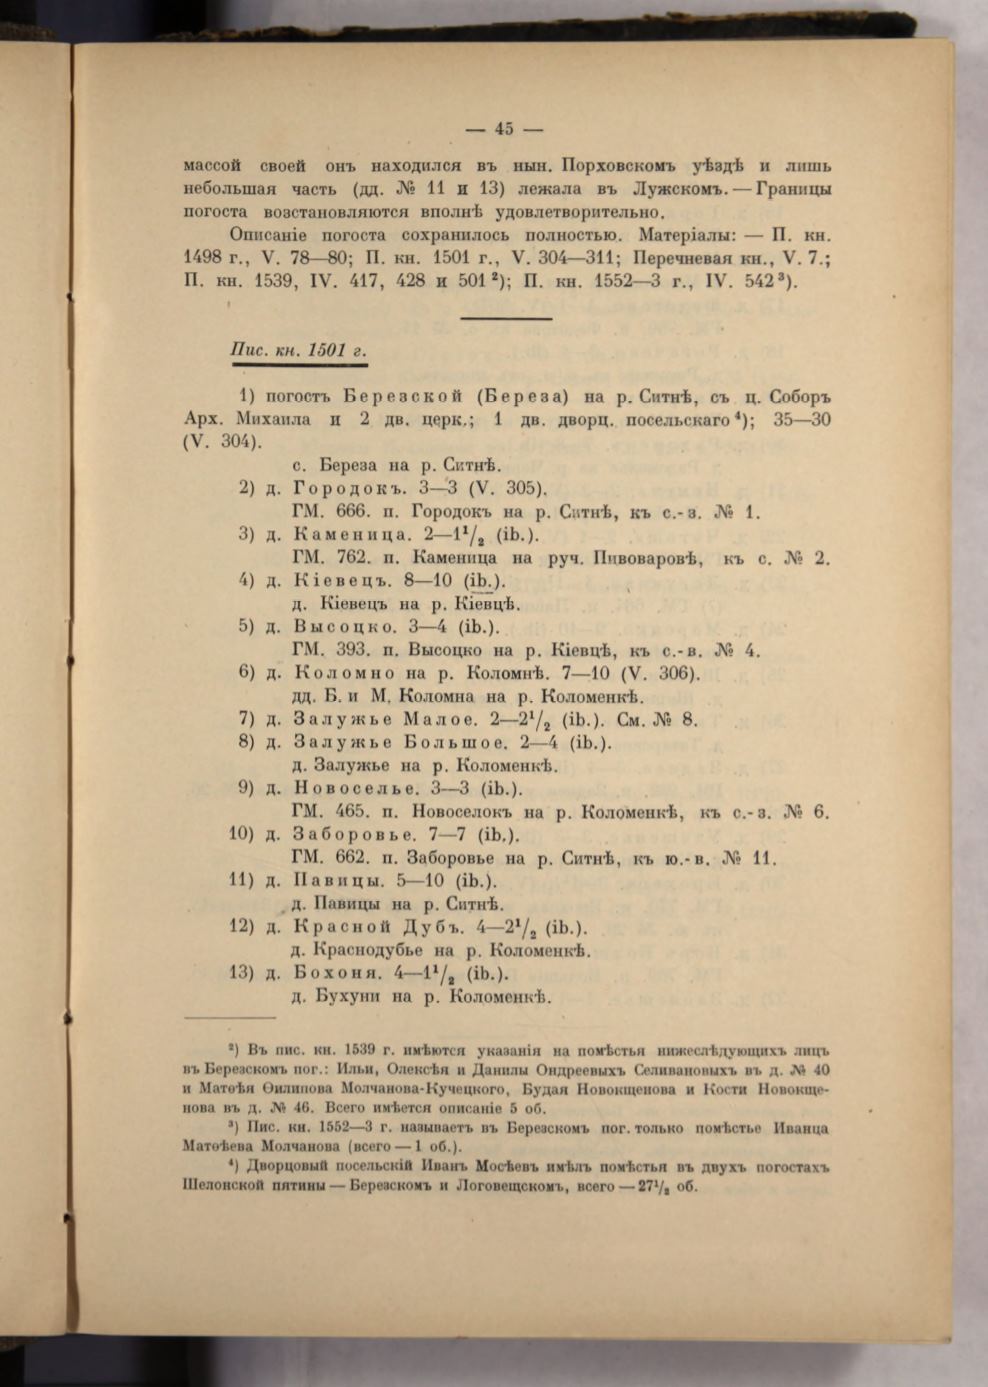 — 45 —
массой своей онъ находился въ нын. Порховскомъ уѣздѣ и лишь
небольшая часть (дд. № 11 и 13) лежала въ Лужскомъ. — Границы
погоста возстановляются вполнѣ удовлетворительно.
Описаніе погоста сохранилось полностью. Матеріалы: — П. кн.
1498 г., V. 78—80; П. кн. 1501 г., V. 304—311; Перечневая кн., V. 7.;
П. кн. 1539, IV. 417, 428 и 501 ²); П. кн. 1552—3 г., IV. 542 ³).
Пис. кн. 1501 г.
1) погостъ Березской (Береза) на р. Ситнѣ, съ ц. Соборъ
Арх. Михаила и 2 дв. церк.; 1 дв. дворц. посельскаго ⁴); 35—30
(V. 304).
с. Береза на р. Ситнѣ.
2) д. Городокъ. 3—3 (V. 305).
ГМ. 666. п. Городокъ на р. Ситнѣ, къ с.-з. № 1.
3) д. Каменица. 2—1¹/₂ (ib.).
ГМ. 762. п. Каменица на руч. Пивоваровѣ, къ с. № 2.
4) д. Кіевецъ. 8—10 (ib.).
д. Кіевецъ на р. Кіевцѣ.
5) д. Высоцко. 3—4 (ib.).
ГМ. 393. п. Высоцко на р. Кіевцѣ, къ с.-в. № 4.
6) д. Коломно на р. Коломнѣ. 7—10 (V. 306).
дд. Б. и М. Коломна на р. Коломенкѣ.
7) д. Залужье Малое. 2—2¹/₂ (ib.). См. № 8.
8) д. Залужье Большое. 2—4 (ib.).
д. Залужье на р. Коломенкѣ.
9) д. Новоселье. 3—3 (ib.).
ГМ. 465. п. Новоселокъ на р. Коломенкѣ, къ с.-з. № 6.
10) д. Заборовье. 7—7 (ib.).
ГМ. 662. п. Заборовье на р. Ситнѣ, къ ю.-в. № 11.
11) д. Павицы. 5—10 (ib.).
д. Павицы на р. Ситнѣ.
12) д. Красной Дубъ. 4—2¹/₂ (ib.).
д. Краснодубье на р. Коломенкѣ.
13) д. Бохоня. 4—1¹/₂ (ib.).
д. Бухуни на р. Коломенкѣ.
²) Въ пис. кн. 1539 г. имѣются указанія на помѣстья нижеслѣдующихъ лицъ
въ Березскомъ пог.: Ильи, Олексѣя и Данилы Ондреевыхъ Селивановыхъ въ д. № 40
и Матѳѣя Ѳилипова Молчанова-Кучецкого, Будая Новокщенова и Кости Новокще-
нова въ д. № 46. Всего имѣется описаніе 5 об.
³) Пис. кн. 1552—3 г. называетъ въ Березскомъ пог. только помѣстье Иванца
Матѳѣева Молчанова (всего — 1 об.).
⁴) Дворцовый посельскій Иванъ Мосѣевъ имѣлъ помѣстья въ двухъ погостахъ
Шелонской пятины — Березскомъ и Логовещскомъ, всего — 27¹/₂ об.